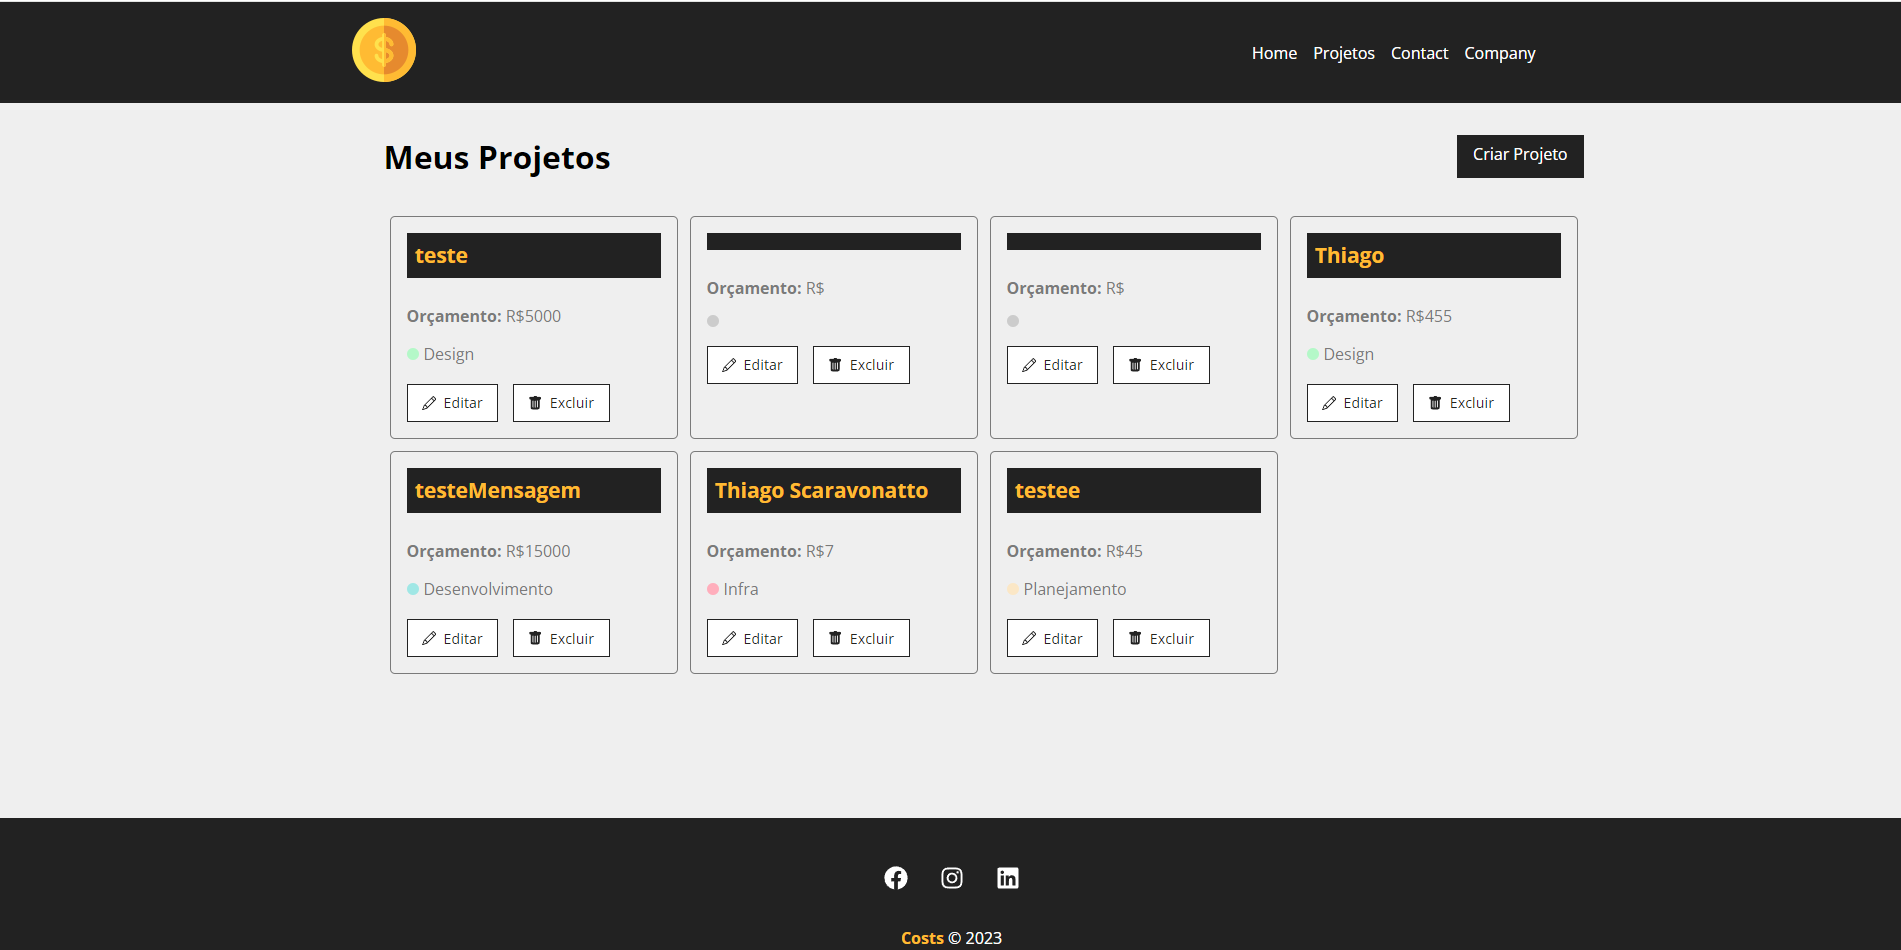 $
Home Projetos Contact Company
Meus Projetos
Criar Projeto
teste
Orçamento: R$5000
Design
Editar Excluir
Orçamento: R$
Editar Excluir
Orçamento: R$
Editar Excluir
Thiago
Orçamento: R$455
Design
Editar Excluir
testeMensagem
Orçamento: R$15000
Desenvolvimento
Editar Excluir
Thiago Scaravonatto
Orçamento: R$7
Infra
Editar Excluir
testee
Orçamento: R$45
Planejamento
Editar Excluir
Costs © 2023